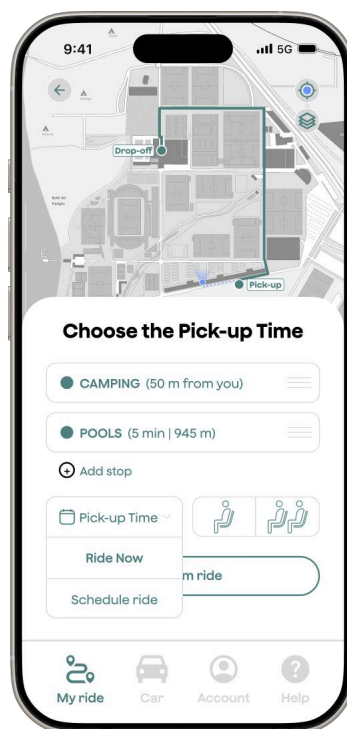 9:41
5G
Drop-off
Pick-up
Choose the Pick-up Time
CAMPING (50 m from you)
POOLS (5 min | 945 m)
Add stop
Pick-up Time
Ride Now
m ride
Schedule ride
My ride
Car
Account
Help